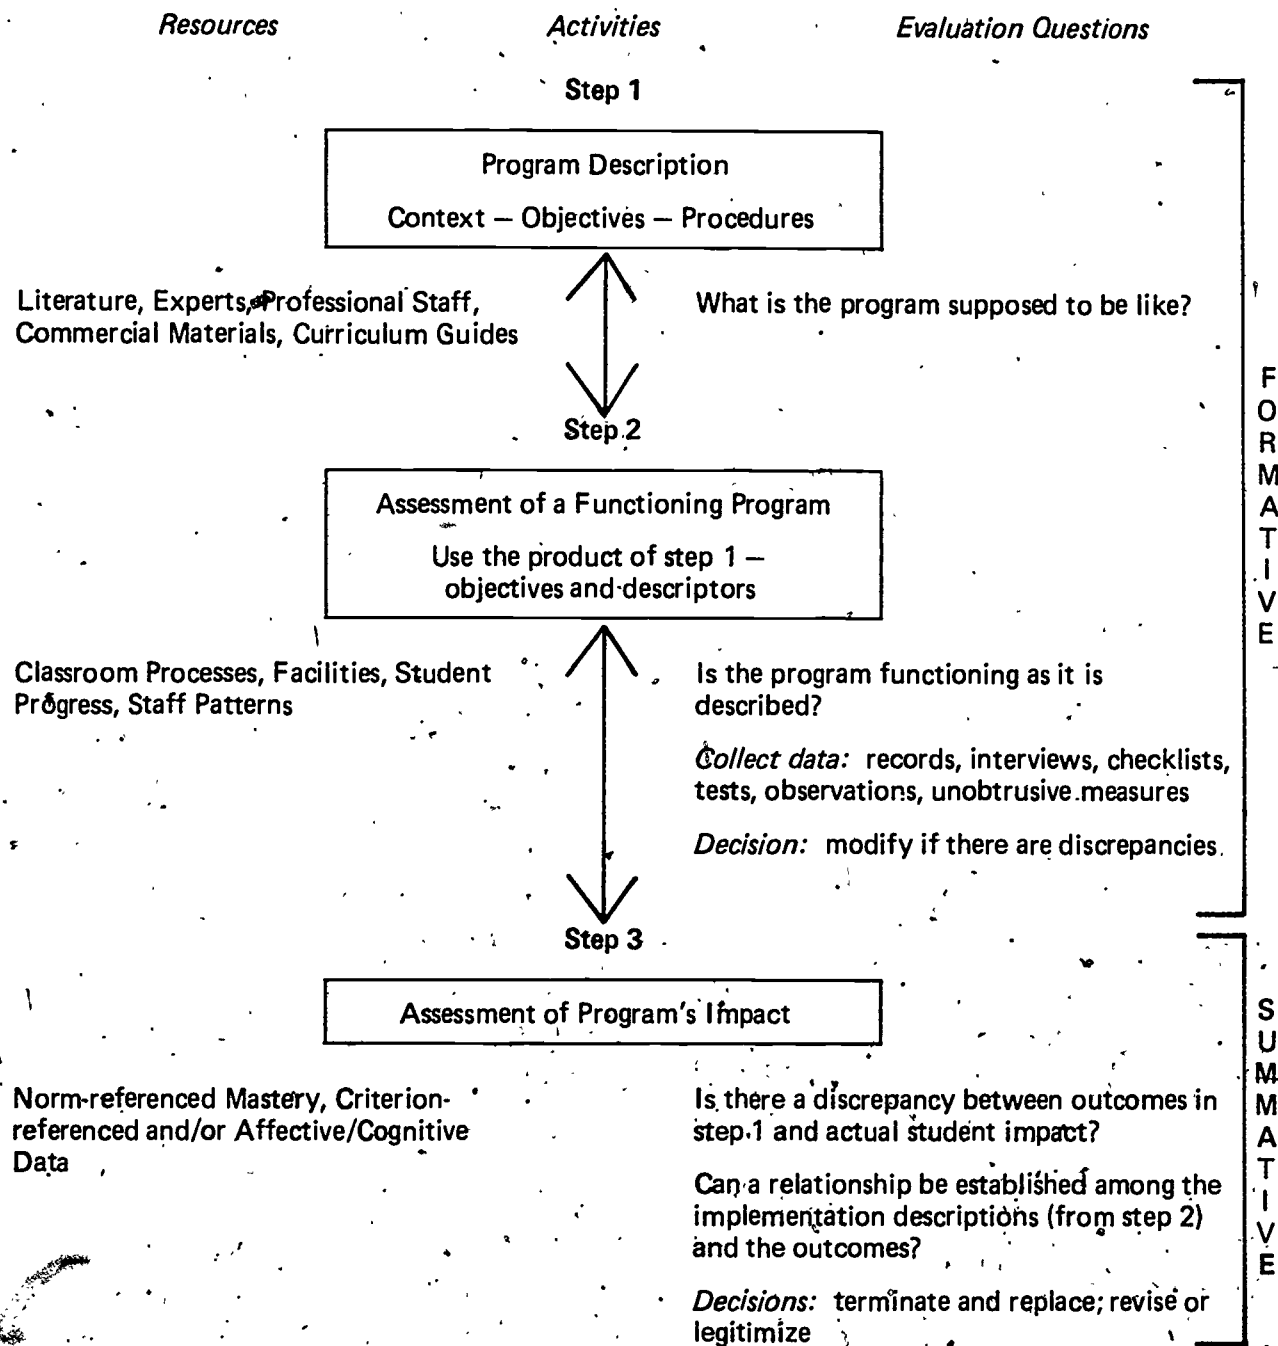 Resources Activities Evaluation Questions
Step 1
Program Description
Context — Objectives — Procedures
Literature, Experts, Professional Staff,
Commercial Materials, Curriculum Guides
What is the program supposed to be like?
Step 2
Assessment of a Functioning Program
Use the product of step 1 —
objectives and descriptors
Classroom Processes, Facilities, Student
Progress, Staff Patterns
Is the program functioning as it is
described?
Collect data: records, interviews, checklists,
tests, observations, unobtrusive measures
Decision: modify if there are discrepancies.
FORMATIVE
Step 3
Assessment of Program's Impact
Norm-referenced Mastery, Criterion-
referenced and/or Affective/Cognitive
Data
Is there a discrepancy between outcomes in
step 1 and actual student impact?
Can a relationship be established among the
implementation descriptions (from step 2)
and the outcomes?
Decisions: terminate and replace; revise or
legitimize
SUMMATIVE